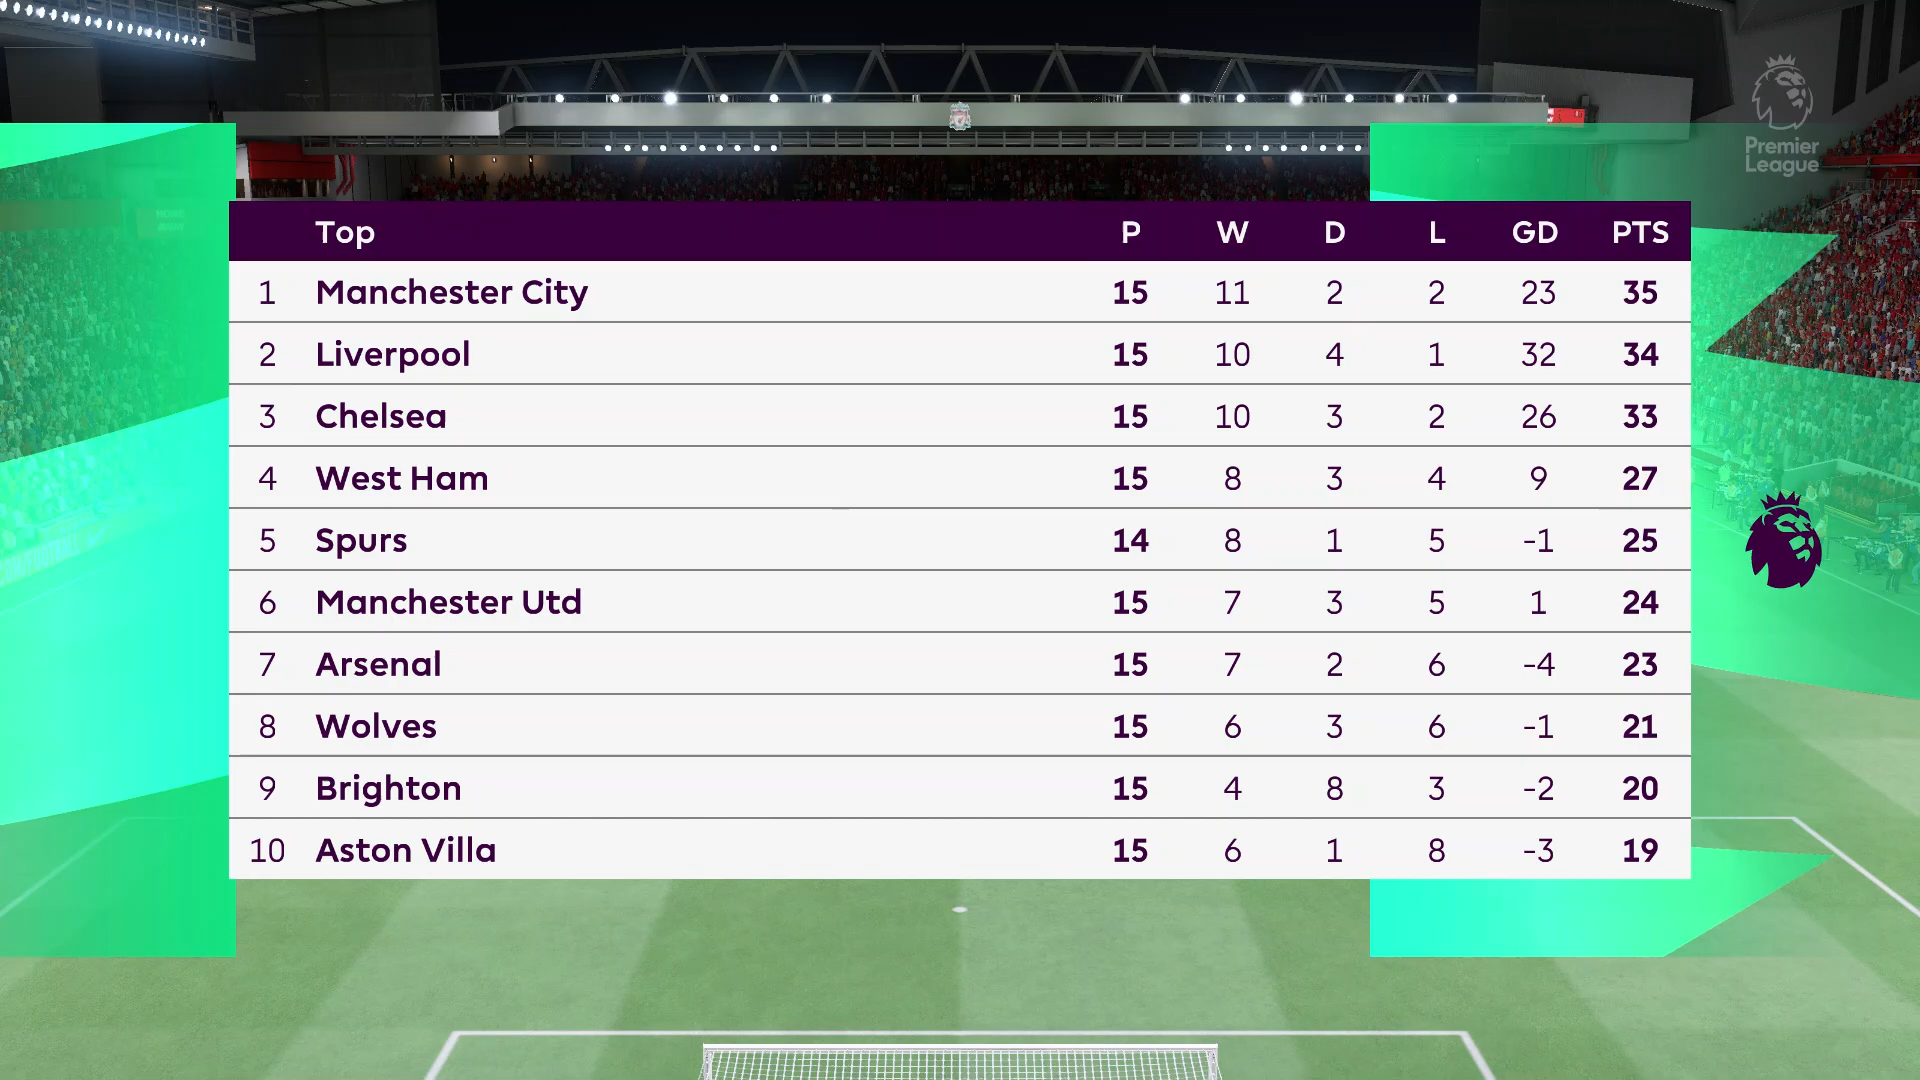 Premier
League
Top P W D L GD PTS
1 Manchester City 15 11 2 2 23 35
2 Liverpool 15 10 4 1 32 34
3 Chelsea 15 10 3 2 26 33
4 West Ham 15 8 3 4 9 27
5 Spurs 14 8 1 5 -1 25
6 Manchester Utd 15 7 3 5 1 24
7 Arsenal 15 7 2 6 -4 23
8 Wolves 15 6 3 6 -1 21
9 Brighton 15 4 8 3 -2 20
10 Aston Villa 15 6 1 8 -3 19